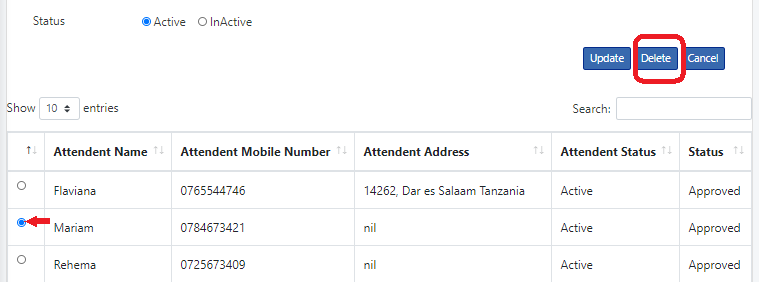 Status Active InActive
Update Delete Cancel
Show 10 entries Search:
Attendent Name Attendent Mobile Number Attendent Address Attendent Status Status
Flaviana 0765544746 14262, Dar es Salaam Tanzania Active Approved
Mariam 0784673421 nil Active Approved
Rehema 0725673409 nil Active Approved